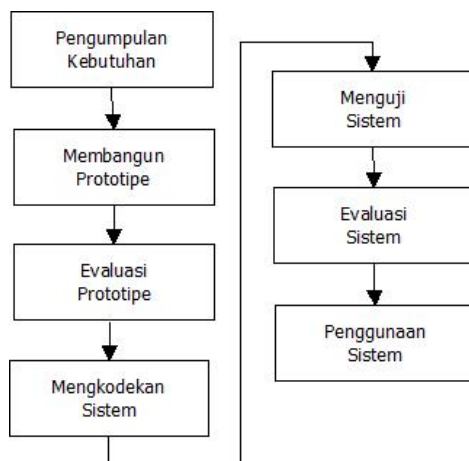 Pengumpulan
Kebutuhan
Membangun
Prototipe
Evaluasi
Prototipe
Mengkodekan
Sistem
Menguji
Sistem
Evaluasi
Sistem
Penggunaan
Sistem